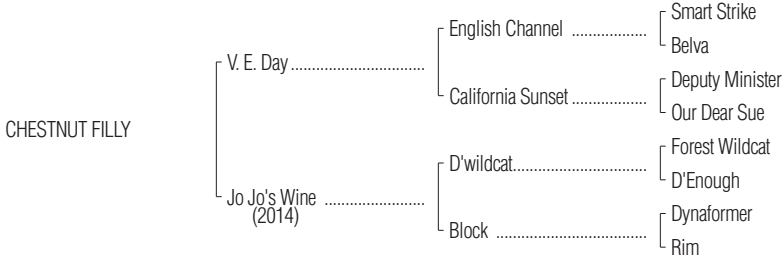 Smart Strike
English Channel ...................
Belva
V. E. Day ................................
Deputy Minister
California Sunset ...................
Our Dear Sue
CHESTNUT FILLY
Forest Wildcat
D'wildcat................................
D'Enough
Jo Jo's Wine ........................
(2014)
Dynaformer
Block ....................................
Rim